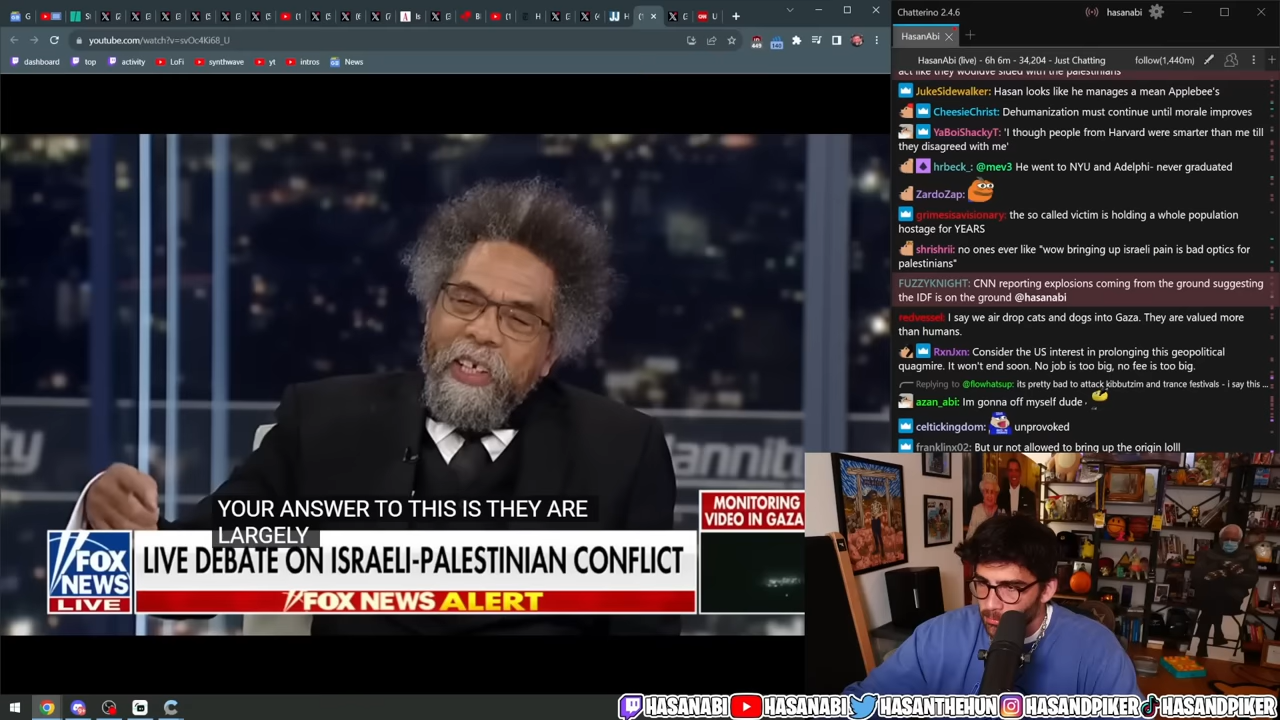 Chatterino 2.4.6
hasanabi
HasanAbi
youtube.com/watch?v=svOc4Ki68_U
449
140
dashboard
top
activity
LoFi
synthwave
yt
intros
News
HasanAbi (live) - 6h 6m - 34,204 - Just Chatting
follow(1,440m)
act like they wouldve sided with the palestinians
JukeSidewalker: Hasan looks like he manages a mean Applebee's
CheesieChrist: Dehumanization must continue until morale improves
YaBoiShackyT: 'I though people from Harvard were smarter than me till
they disagreed with me'
hrbeck_: @mev3 He went to NYU and Adelphi- never graduated
ZardoZap:
grimesisavisionary: the so called victim is holding a whole population
hostage for YEARS
shrishrii: no ones ever like "wow bringing up israeli pain is bad optics for
palestinians"
FUZZYKNIGHT: CNN reporting explosions coming from the ground suggesting
the IDF is on the ground @hasanabi
redvessel: I say we air drop cats and dogs into Gaza. They are valued more
than humans.
RxnJxn: Consider the US interest in prolonging this geopolitical
quagmire. It won't end soon. No job is too big, no fee is too big.
Replying to @flowhatsup: its pretty bad to attack kibbutzim and trance festivals - i say this ...
azan_abi: Im gonna off myself dude
celtickingdom: unprovoked
franklinx02: But ur not allowed to bring up the origin lolll
nnity
annity
YOUR ANSWER TO THIS IS THEY ARE
LARGELY
MONITORING
VIDEO IN GAZA
FOX
NEWS
LIVE
LIVE DEBATE ON ISRAELI-PALESTINIAN CONFLICT
FOX NEWS ALERT
HASANABI
HASANABI
HASANTHEHUN
HASANDPIKER
HASANDPIKER